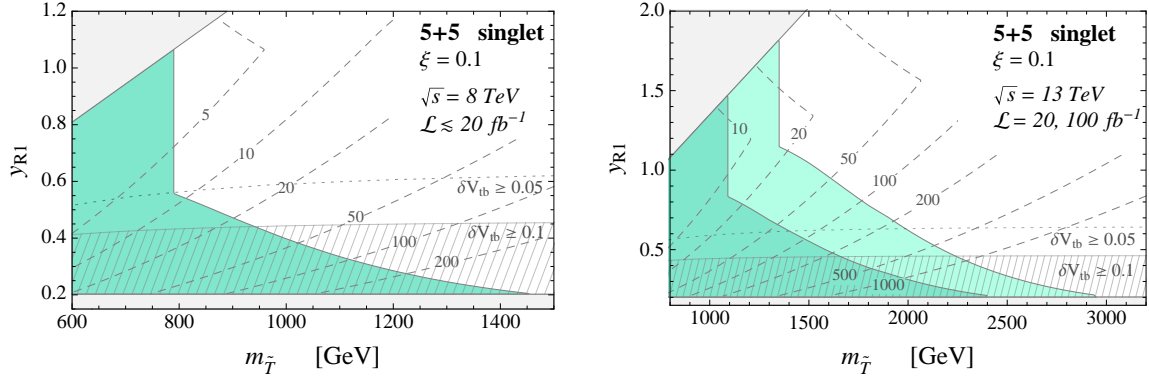 1.2
1.0
0.8
0.6
0.4
0.2
y_R1
600 800 1000 1200 1400
m_T̃ [GeV]
5+5 singlet
ξ = 0.1
√s = 8 TeV
ℒ ≲ 20 fb⁻¹
5
10
20
50
100
200
δV_tb ≥ 0.05
δV_tb ≥ 0.1
2.0
1.5
1.0
0.5
y_R1
1000 1500 2000 2500 3000
m_T̃ [GeV]
5+5 singlet
ξ = 0.1
√s = 13 TeV
ℒ = 20, 100 fb⁻¹
10
20
50
100
200
500
1000
δV_tb ≥ 0.05
δV_tb ≥ 0.1